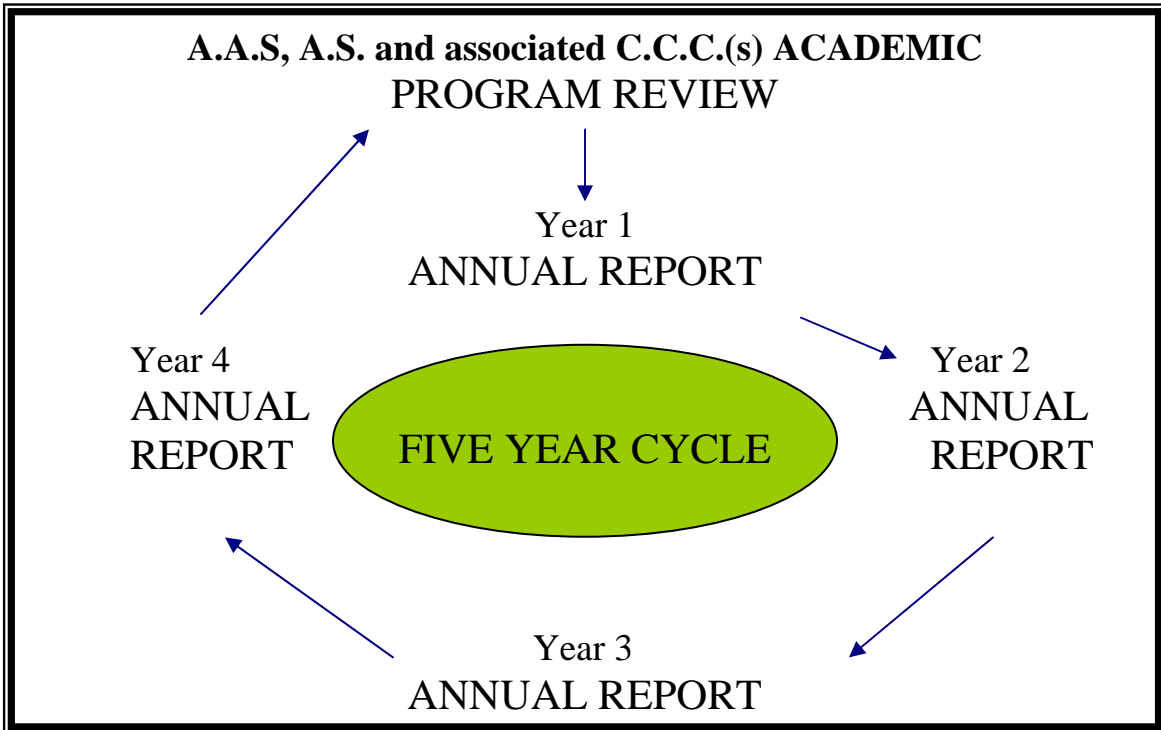 A.A.S, A.S. and associated C.C.C.(s) ACADEMIC
PROGRAM REVIEW
Year 1
ANNUAL REPORT
Year 2
ANNUAL
REPORT
Year 3
ANNUAL REPORT
Year 4
ANNUAL
REPORT
FIVE YEAR CYCLE